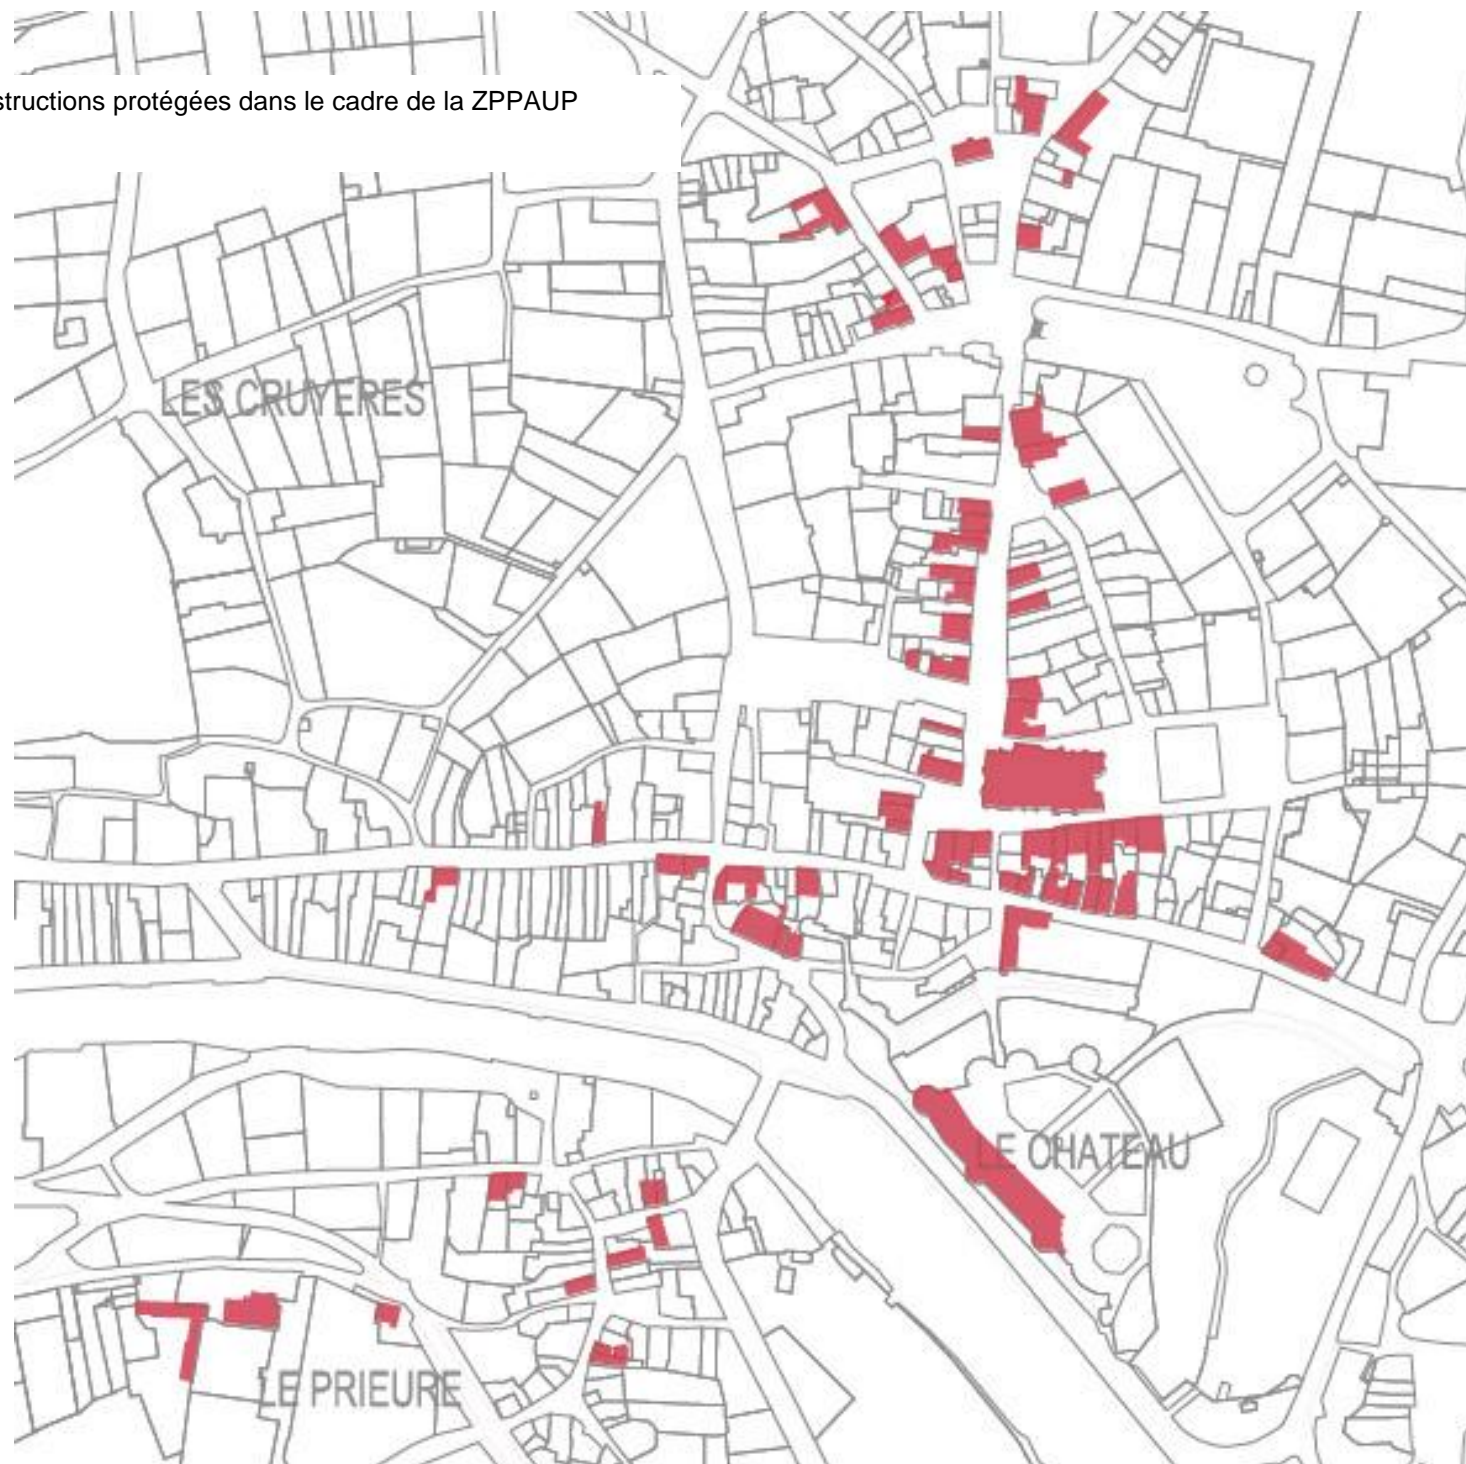 structions protégées dans le cadre de la ZPPAUP
LES CRUYERES
LE CHATEAU
LE PRIEURE